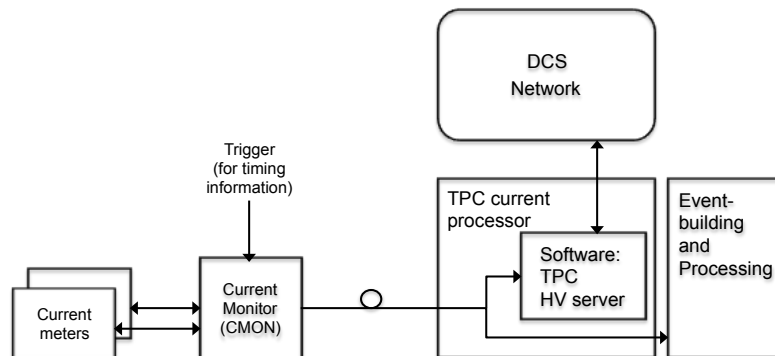 DCS
Network
Trigger
(for timing
information)
TPC current
processor
Event-
building
and
Processing
Software:
TPC
HV server
Current
Monitor
(CMON)
Current
meters